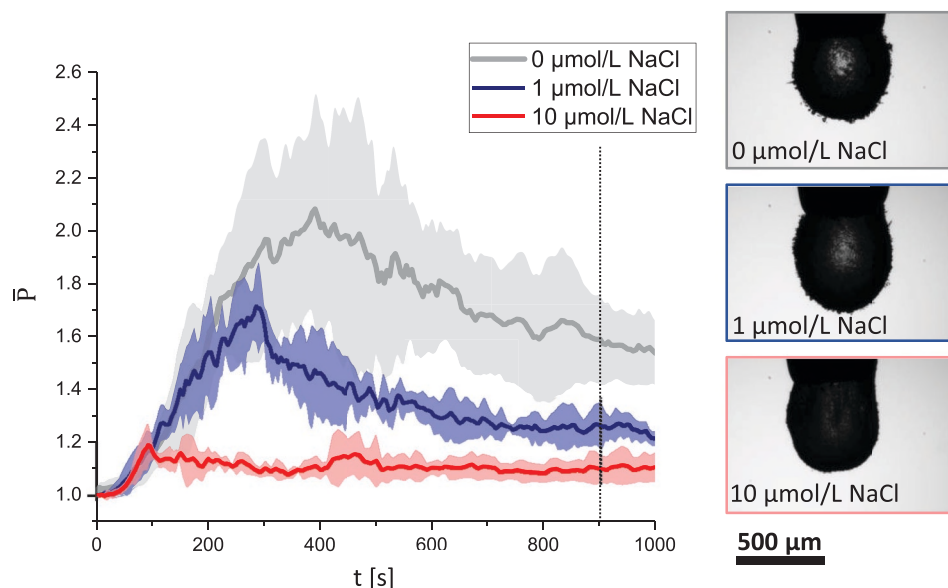 0 μmol/L NaCl
1 μmol/L NaCl
10 μmol/L NaCl
2.6
2.4
2.2
2.0
1.8
1.6
1.4
1.2
1.0
P̅
0
200
400
600
800
1000
t [s]
0 μmol/L NaCl
1 μmol/L NaCl
10 μmol/L NaCl
500 μm